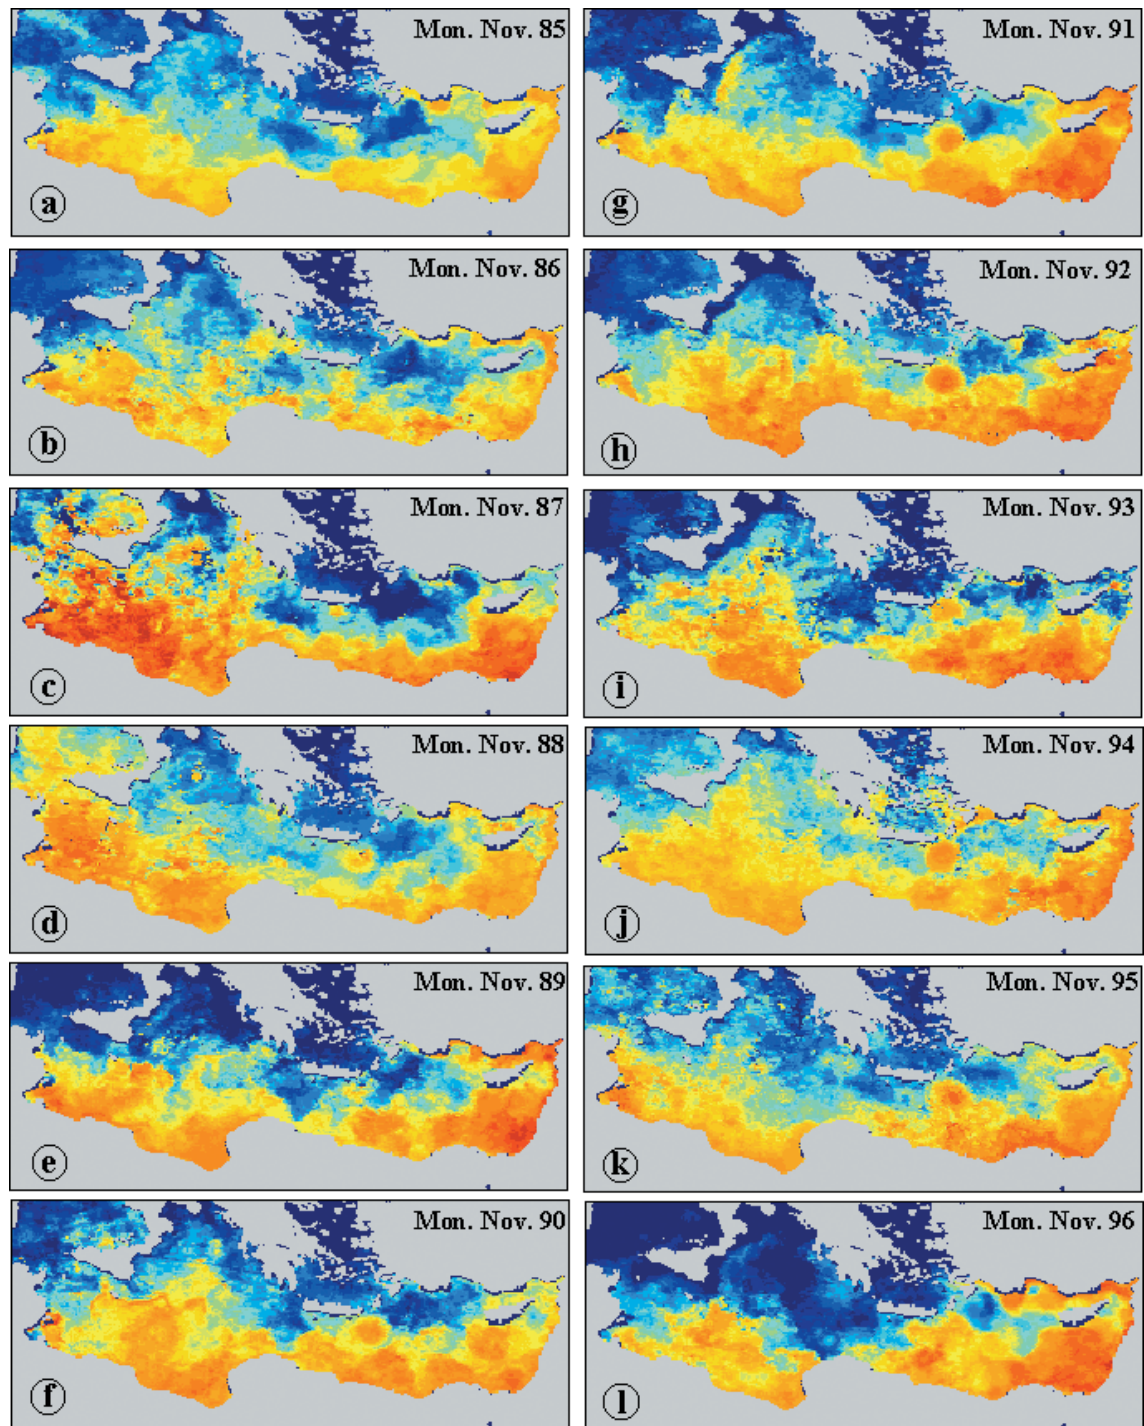 Mon. Nov. 85
a
Mon. Nov. 86
b
Mon. Nov. 87
c
Mon. Nov. 88
d
Mon. Nov. 89
e
Mon. Nov. 90
f
Mon. Nov. 91
g
Mon. Nov. 92
h
Mon. Nov. 93
i
Mon. Nov. 94
j
Mon. Nov. 95
k
Mon. Nov. 96
l